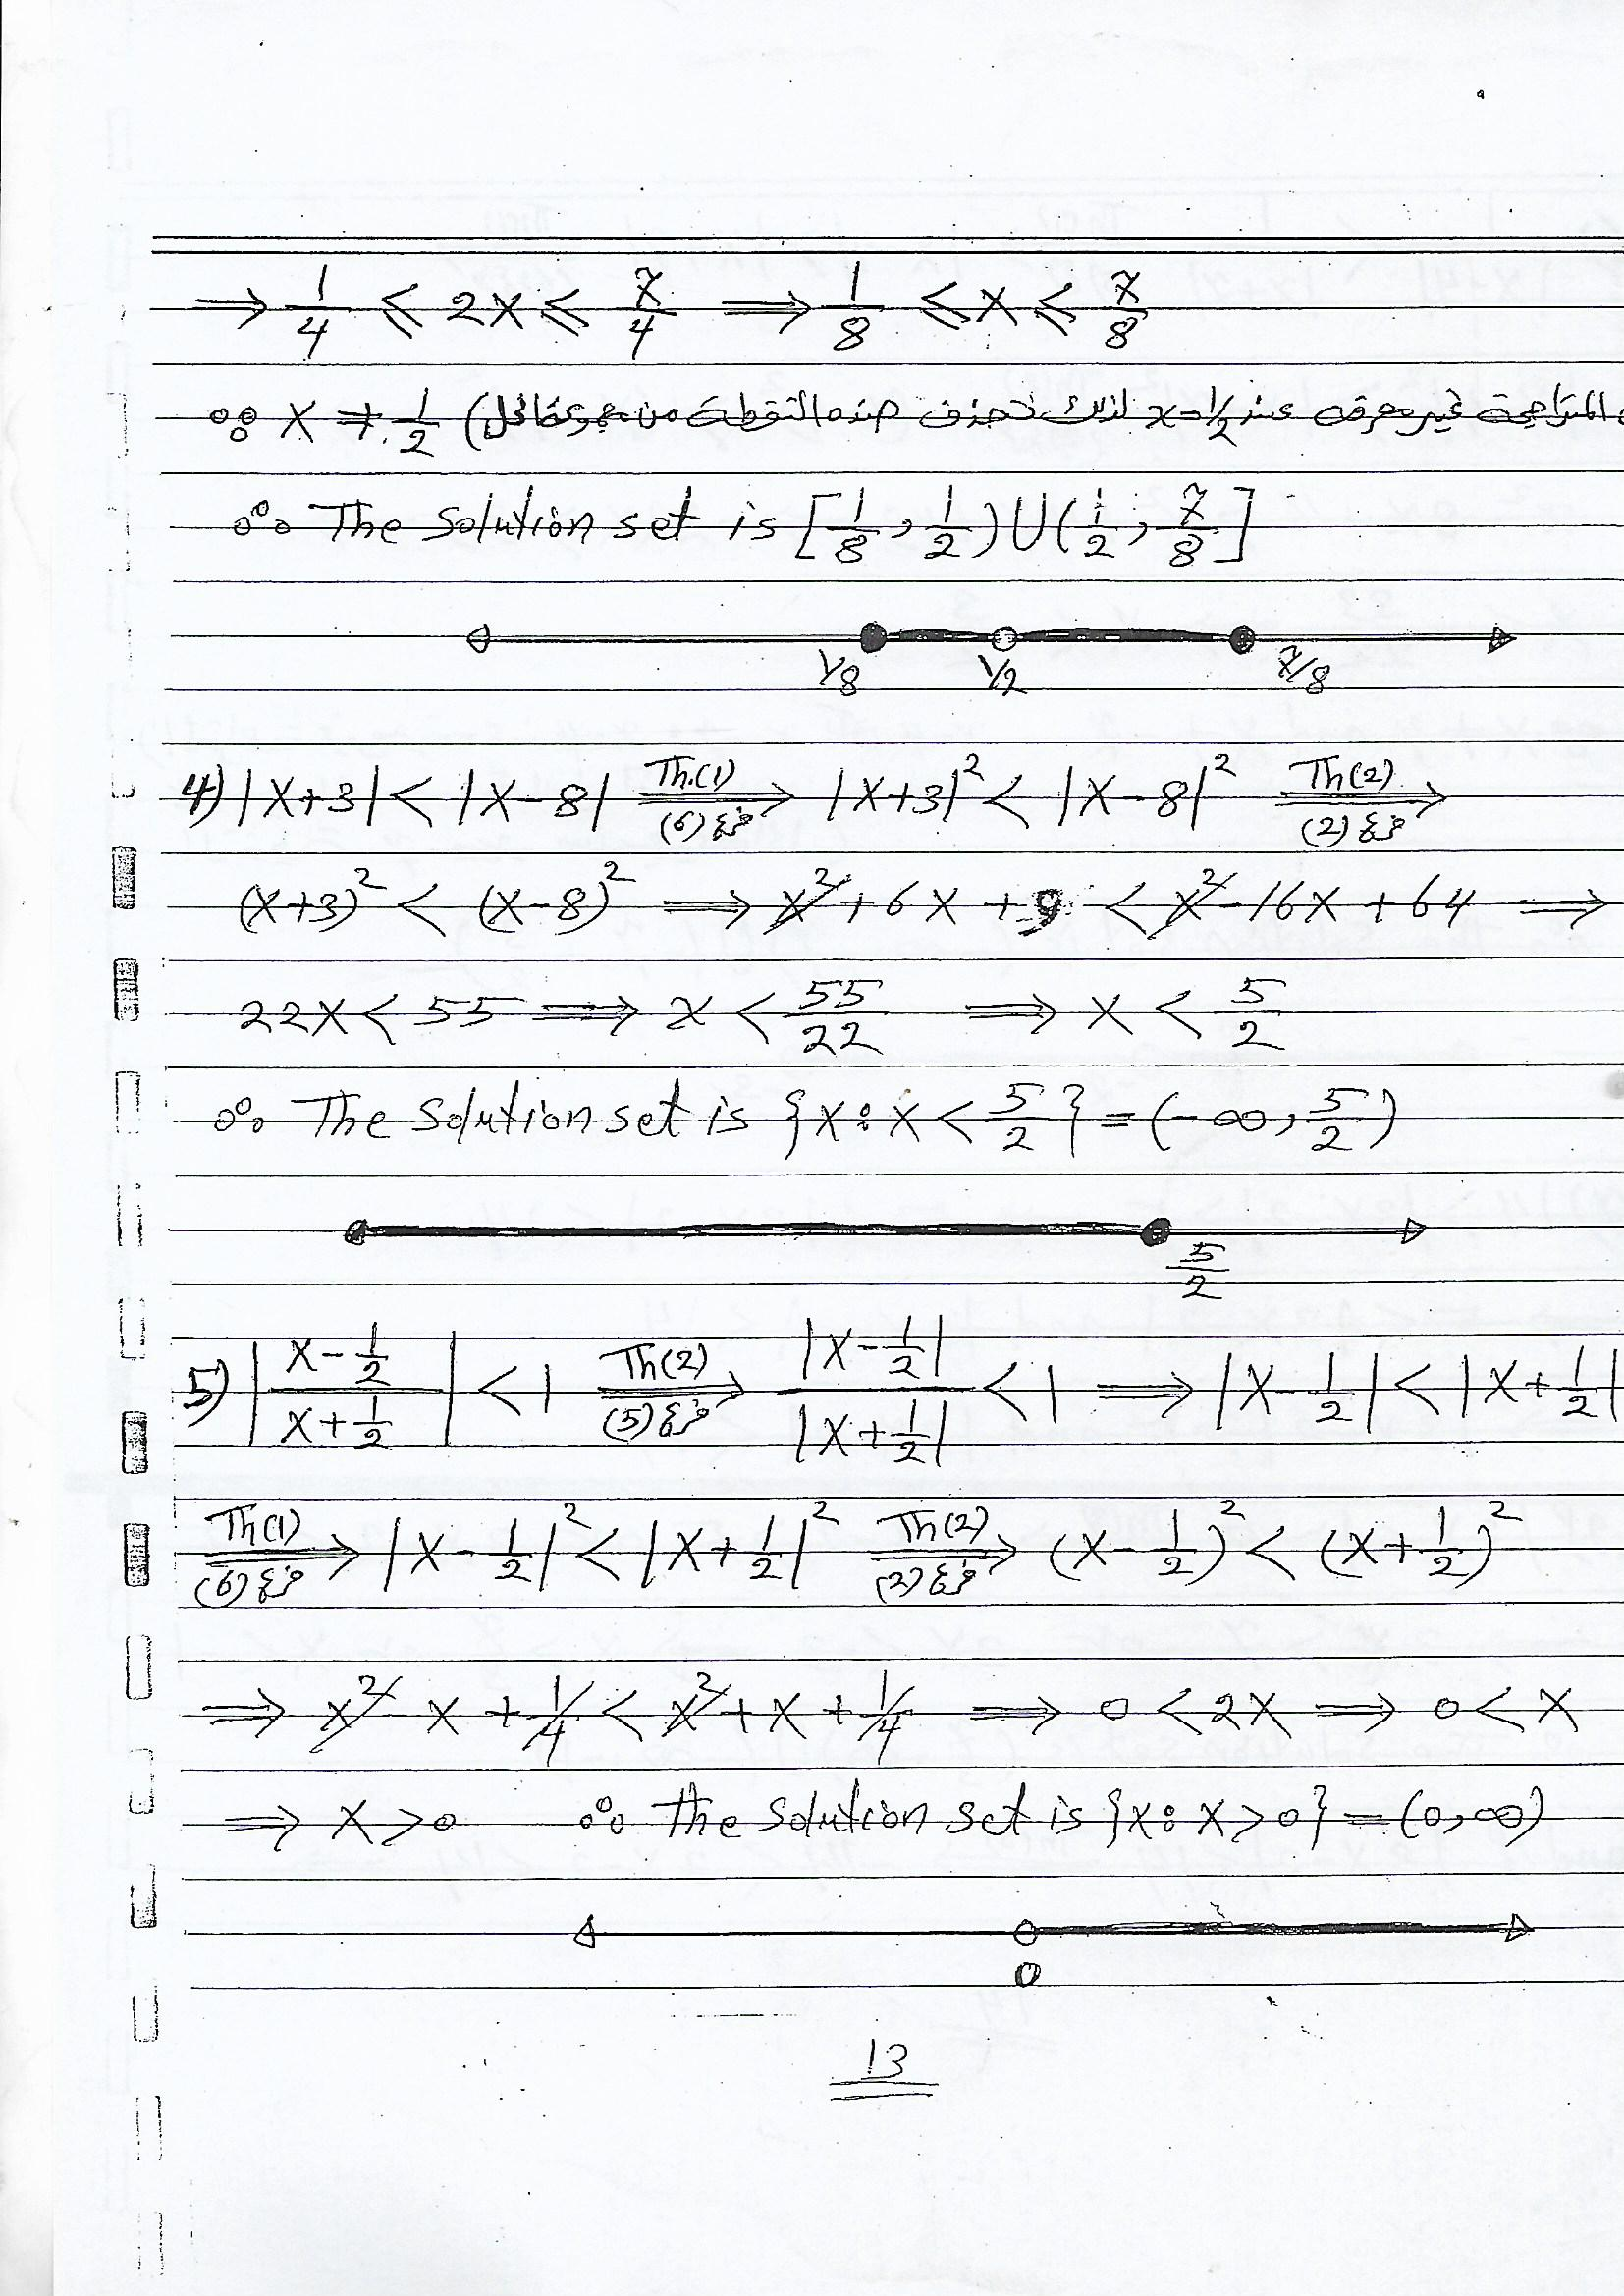 ⇒ 1/4 ≤ 2x ≤ 7/4 ⇒ 1/8 ≤ x ≤ 7/8
∵ x ≠ 1/2 (المتراجحة غير معرفه عند x=1/2 لذلك تحذف هذه النقطة من مجموعة الحل
∴ The Solution set is [1/8, 1/2) ∪ (1/2, 7/8]
1/8 1/2 7/8
4) |x+3| < |x-8| Th.(1) فرع (6) ⟹ |x+3|² < |x-8|² Th(2) فرع (2) ⟹
(x+3)² < (x-8)² ⟹ x²+6x+9 < x²-16x+64 ⟹
22x < 55 ⟹ x < 55/22 ⟹ x < 5/2
∴ The Solution set is {x : x < 5/2} = (-∞, 5/2)
5/2
5) |(x-1/2)/(x+1/2)| < 1 Th(2) فرع (5) ⟹ |x-1/2|/|x+1/2| < 1 ⟹ |x-1/2| < |x+1/2|
Th(1) فرع (6) ⟹ |x-1/2|² < |x+1/2|² Th(2) فرع (2) ⟹ (x-1/2)² < (x+1/2)²
⟹ x²-x+1/4 < x²+x+1/4 ⟹ 0 < 2x ⟹ 0 < x
⟹ x > 0 ∴ The Solution set is {x : x > 0} = (0, ∞)
0
13